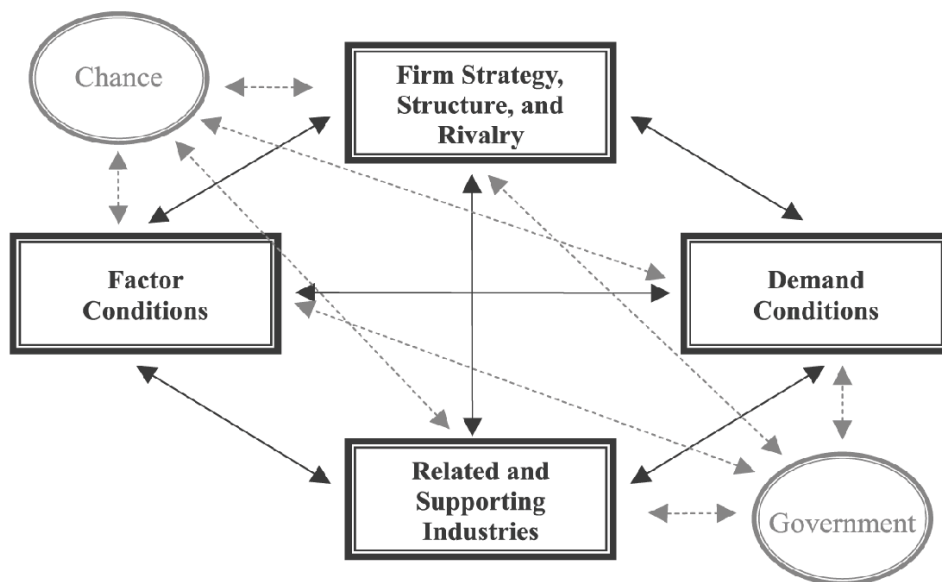 Chance
Firm Strategy,
Structure, and
Rivalry
Factor
Conditions
Demand
Conditions
Related and
Supporting
Industries
Government